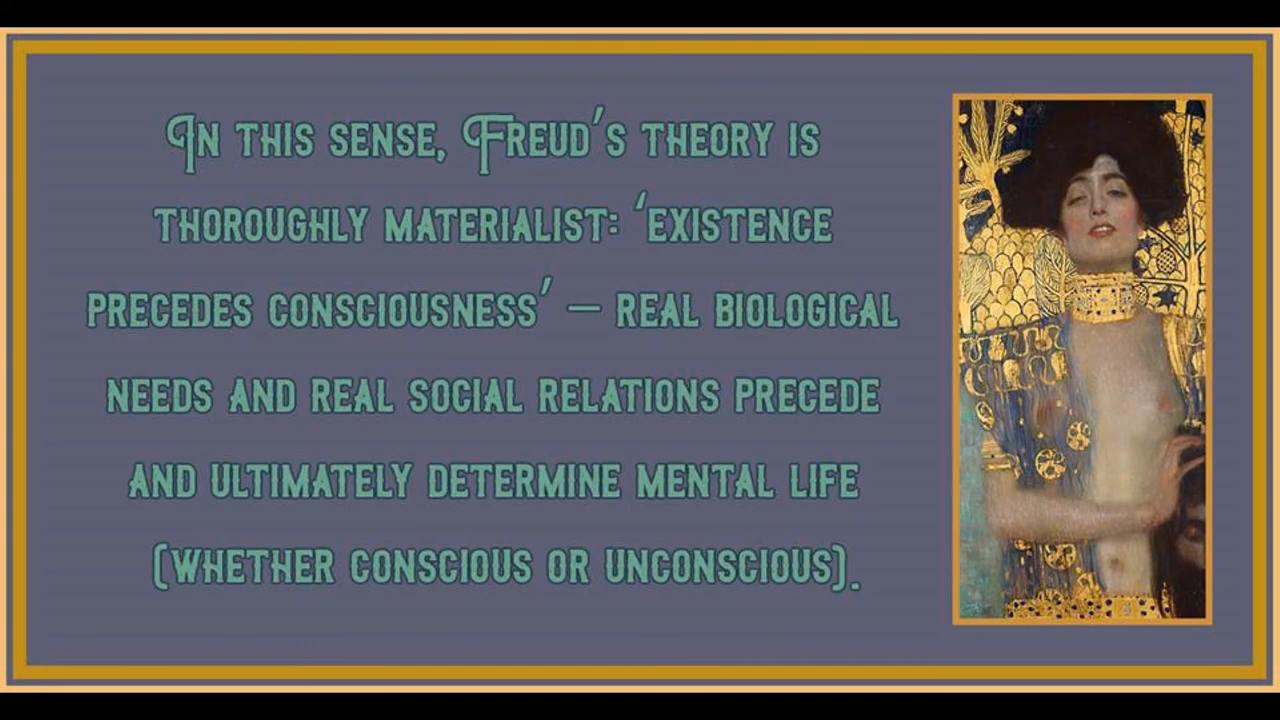 In this sense, Freud's theory is
thoroughly materialist: 'existence
precedes consciousness' – real biological
needs and real social relations precede
and ultimately determine mental life
(whether conscious or unconscious).